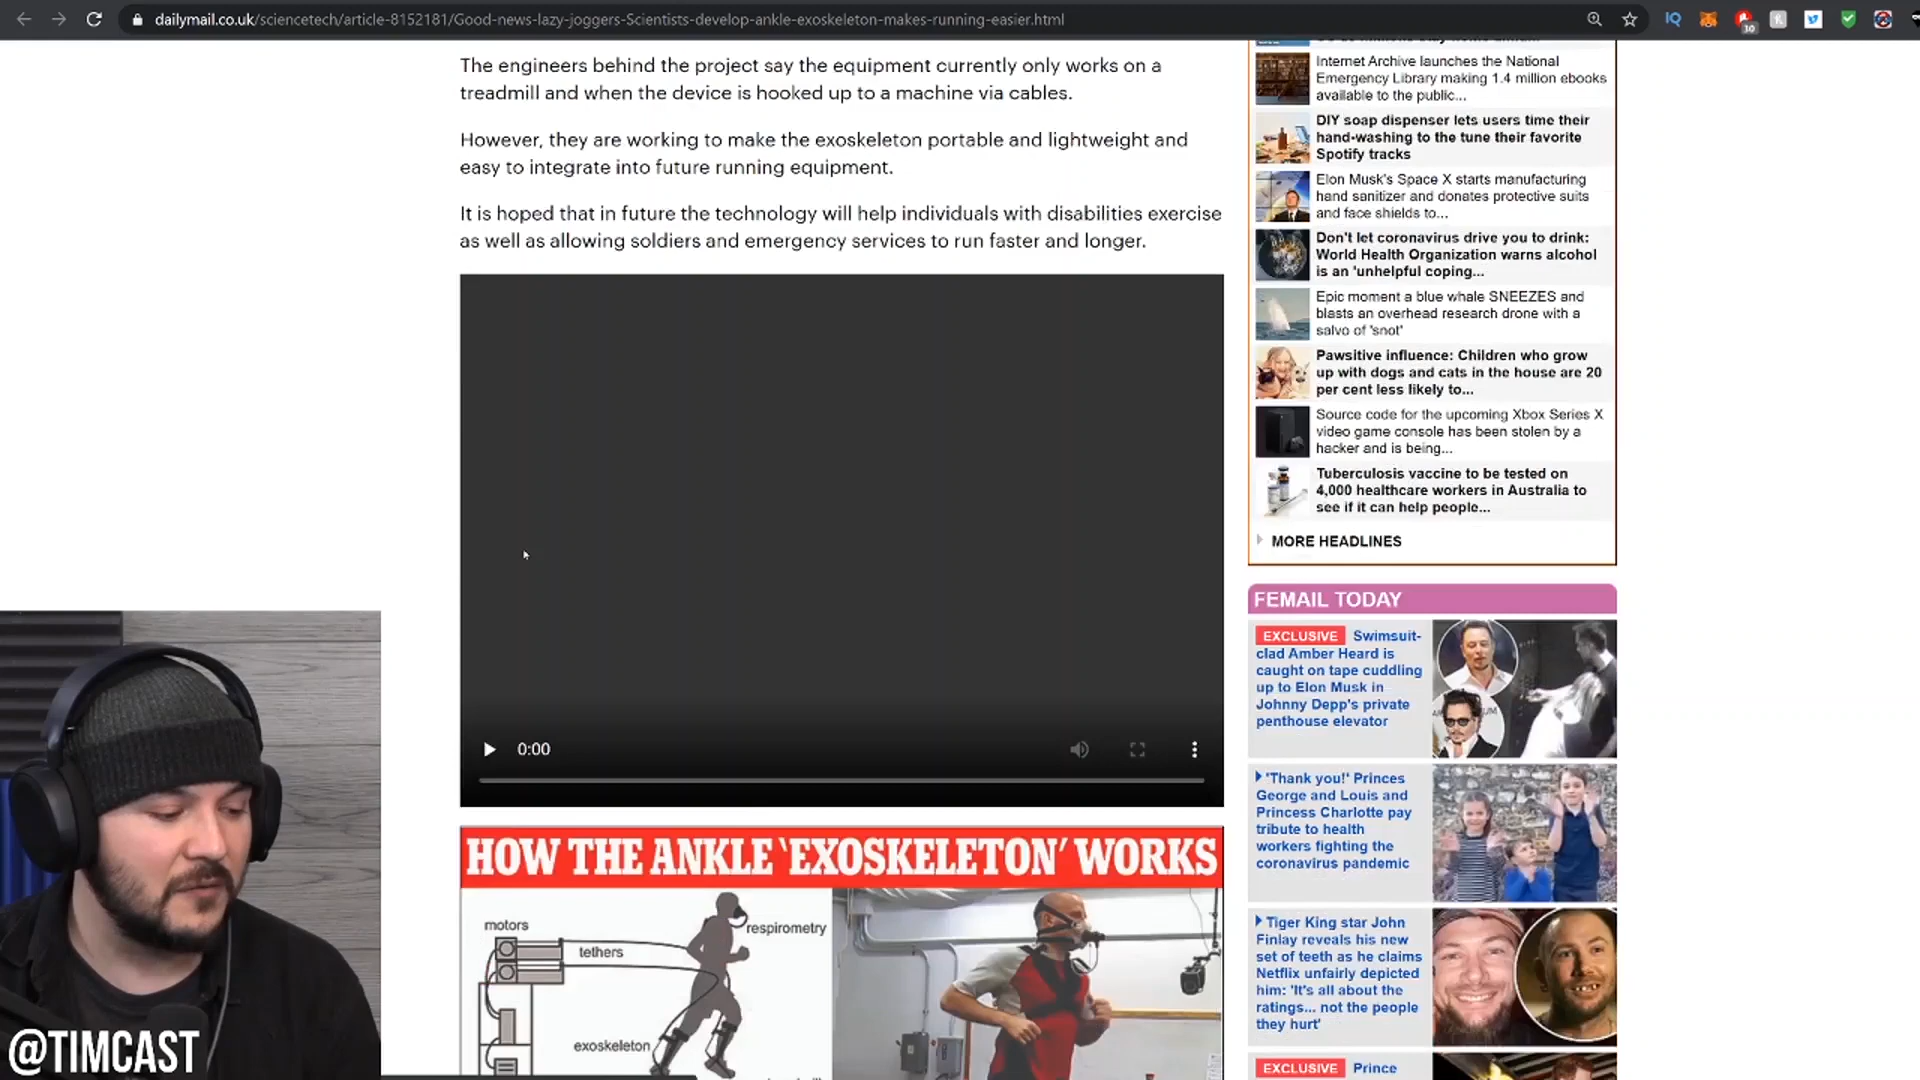 dailymail.co.uk/sciencetech/article-8152181/Good-news-lazy-joggers-Scientists-develop-ankle-exoskeleton-makes-running-easier.html
The engineers behind the project say the equipment currently only works on a
treadmill and when the device is hooked up to a machine via cables.
However, they are working to make the exoskeleton portable and lightweight and
easy to integrate into future running equipment.
It is hoped that in future the technology will help individuals with disabilities exercise
as well as allowing soldiers and emergency services to run faster and longer.
0:00
HOW THE ANKLE 'EXOSKELETON' WORKS
motors
tethers
respirometry
exoskeleton
@TIMCAST
Internet Archive launches the National
Emergency Library making 1.4 million ebooks
available to the public...
DIY soap dispenser lets users time their
hand-washing to the tune their favorite
Spotify tracks
Elon Musk's Space X starts manufacturing
hand sanitizer and donates protective suits
and face shields to...
Don't let coronavirus drive you to drink:
World Health Organization warns alcohol
is an 'unhelpful coping...
Epic moment a blue whale SNEEZES and
blasts an overhead research drone with a
salvo of 'snot'
Pawsitive influence: Children who grow
up with dogs and cats in the house are 20
per cent less likely to...
Source code for the upcoming Xbox Series X
video game console has been stolen by a
hacker and is being...
Tuberculosis vaccine to be tested on
4,000 healthcare workers in Australia to
see if it can help people...
MORE HEADLINES
FEMAIL TODAY
EXCLUSIVE Swimsuit-
clad Amber Heard is
caught on tape cuddling
up to Elon Musk in
Johnny Depp's private
penthouse elevator
'Thank you!' Princes
George and Louis and
Princess Charlotte pay
tribute to health
workers fighting the
coronavirus pandemic
Tiger King star John
Finlay reveals his new
set of teeth as he claims
Netflix unfairly depicted
him: 'It's all about the
ratings... not the people
they hurt'
EXCLUSIVE Prince